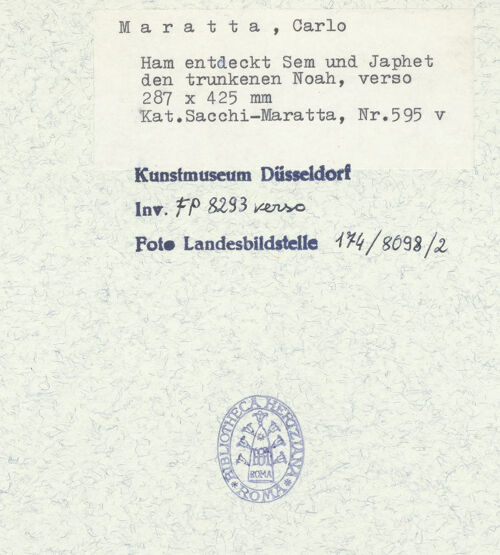 Maratta, Carlo
Ham entdeckt Sem und Japhet
den trunkenen Noah, verso
287 x 425 mm
Kat.Sacchi-Maratta, Nr.595 v
Kunstmuseum Düsseldorf
Inv. FP 8293 verso
Foto Landesbildstelle 174/8098/2
BIBLIOTHECA HERTZIANA
BH
ROMA
ROMA